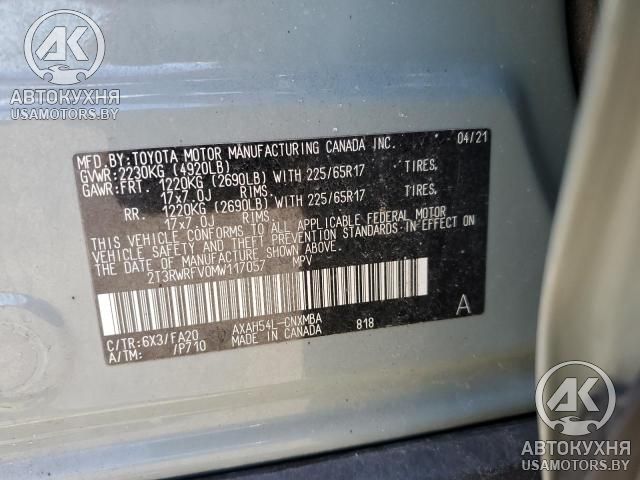 AK
АВТОКУХНЯ
USAMOTORS.BY
MFD.BY:TOYOTA MOTOR MANUFACTURING CANADA INC. 04/21
GVWR:2230KG (4920LB)
GAWR:FRT. 1220KG (2690LB) WITH 225/65R17 TIRES,
17x7.0J RIMS
RR. 1220KG (2690LB) WITH 225/65R17 TIRES,
17x7.0J RIMS
THIS VEHICLE CONFORMS TO ALL APPLICABLE FEDERAL MOTOR
VEHICLE SAFETY AND THEFT PREVENTION STANDARDS IN EFFECT ON
THE DATE OF MANUFACTURE SHOWN ABOVE.
2T3RWRFV0MW117057 MPV
C/TR:6X3/FA20 AXAH54L-CNXMBA A
A/TM: /P710 MADE IN CANADA 818
AK
АВТОКУХНЯ
USAMOTORS.BY